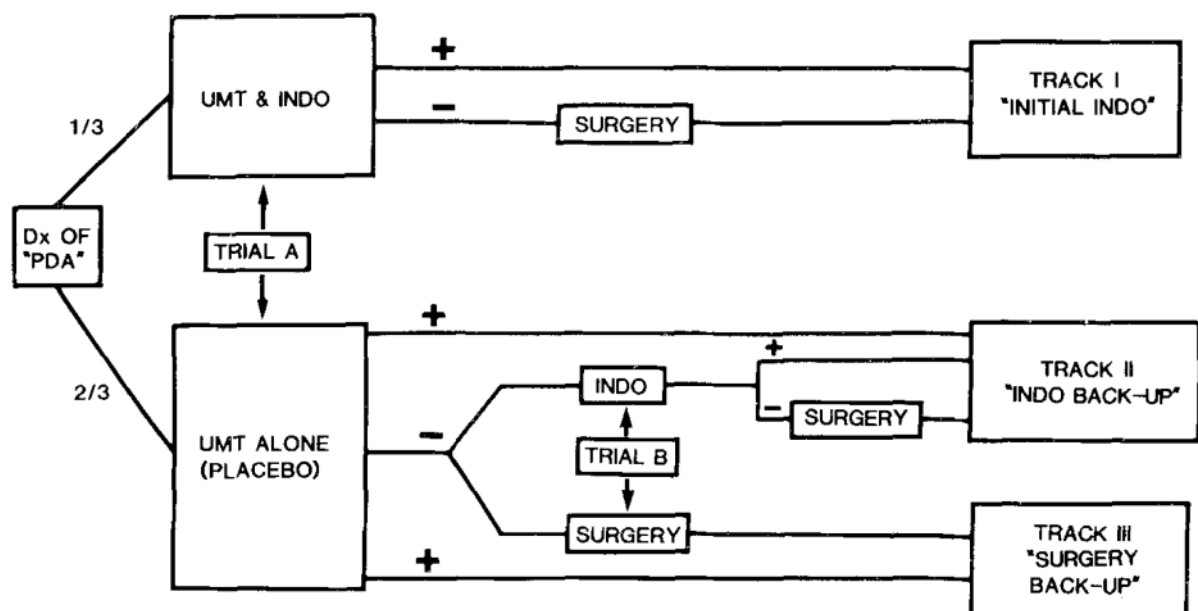 UMT & INDO
+
−
SURGERY
TRACK I
"INITIAL INDO"
1/3
Dx OF
"PDA"
TRIAL A
2/3
UMT ALONE
(PLACEBO)
+
−
+
INDO
TRIAL B
SURGERY
+
−
SURGERY
TRACK II
"INDO BACK-UP"
TRACK III
"SURGERY
BACK-UP"